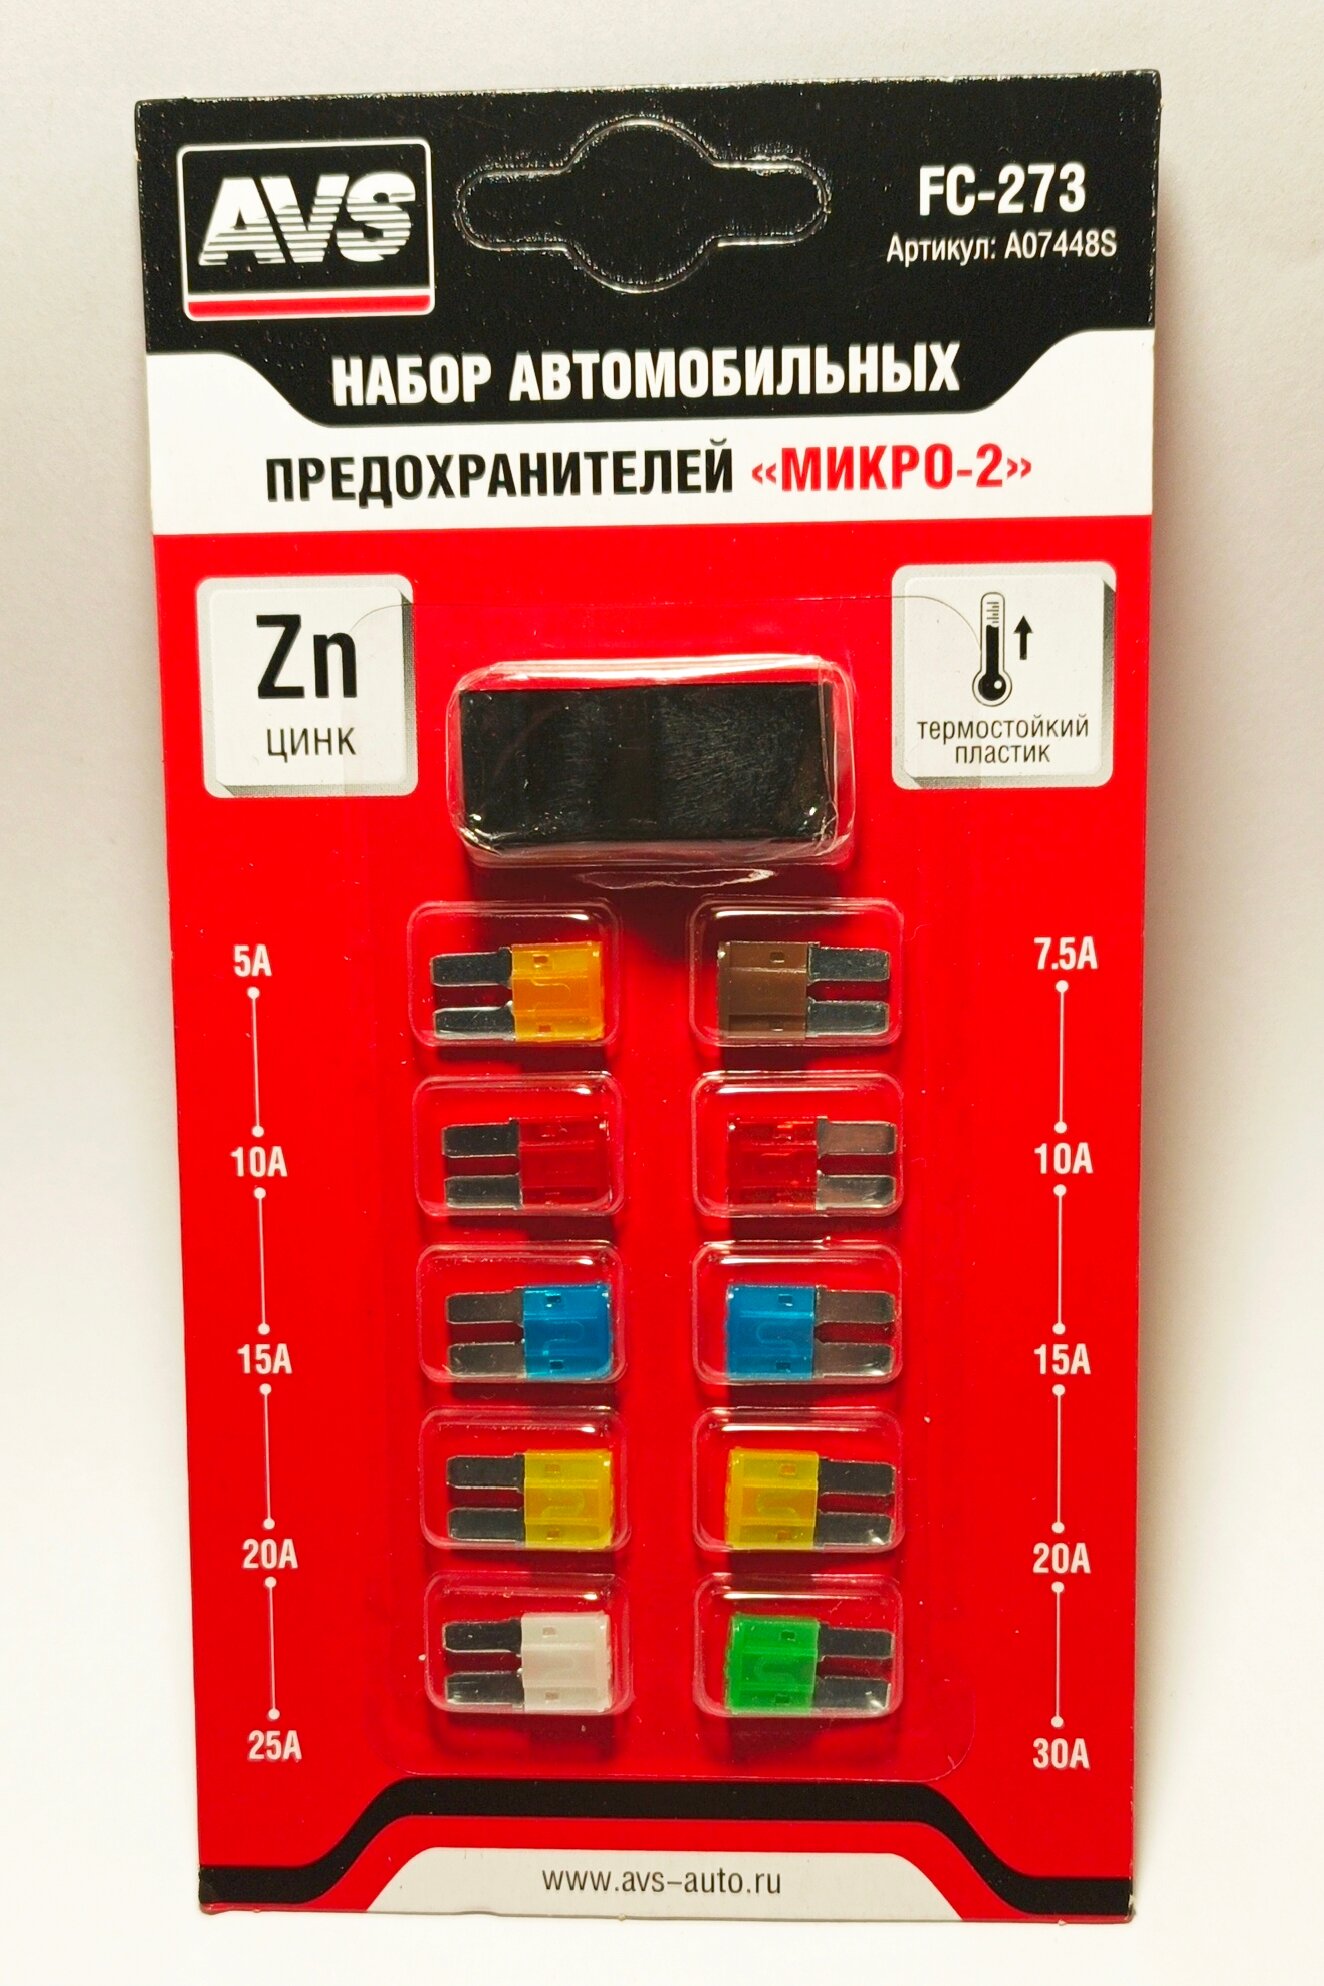 AVS
FC-273
Артикул: A07448S
НАБОР АВТОМОБИЛЬНЫХ
ПРЕДОХРАНИТЕЛЕЙ «МИКРО-2»
Zn
ЦИНК
термостойкий
пластик
5A
7.5A
10A
10A
15A
15A
20A
20A
25A
30A
www.avs-auto.ru